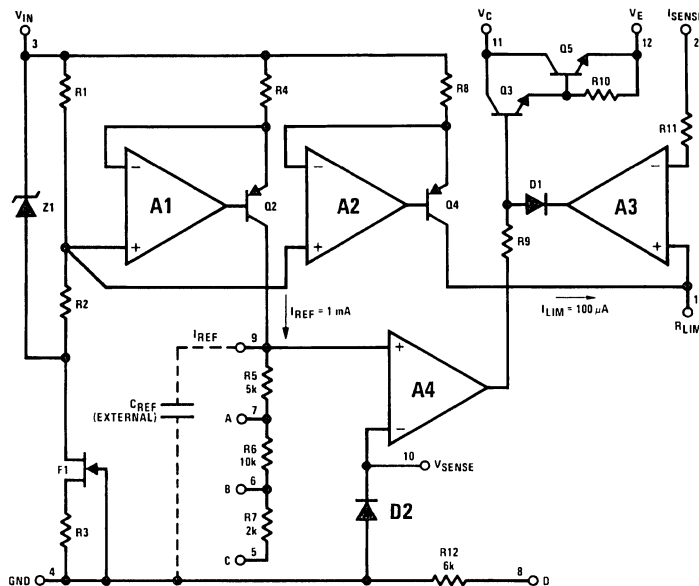 VIN
3
VC
11
Q5
VE
12
ISENSE
2
Q3
R10
R1
R4
R8
R11
A1
Q2
A2
Q4
D1
A3
Z1
R9
R2
IREF = 1 mA
ILIM = 100 μA
1
RLIM
IREF
9
R5
5k
A4
CREF
(EXTERNAL)
A
7
R6
10k
10
VSENSE
F1
B
6
D2
R7
2k
R3
C
5
R12
6k
GND
4
8
D